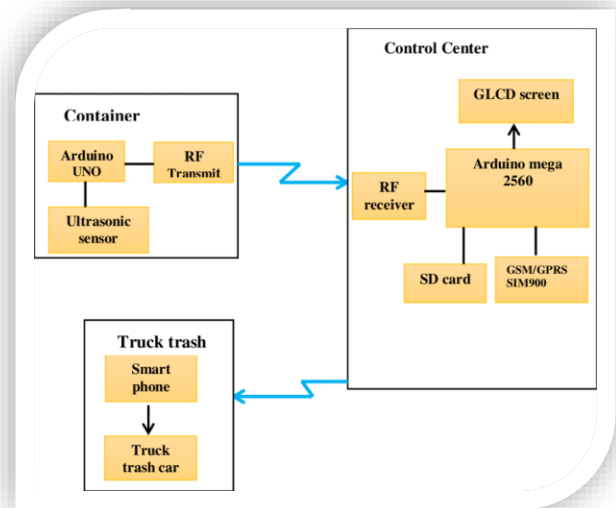 Container
Arduino
UNO
RF
Transmit
Ultrasonic
sensor
Control Center
GLCD screen
Arduino mega
2560
RF
receiver
SD card
GSM/GPRS
SIM900
Truck trash
Smart
phone
Truck
trash car